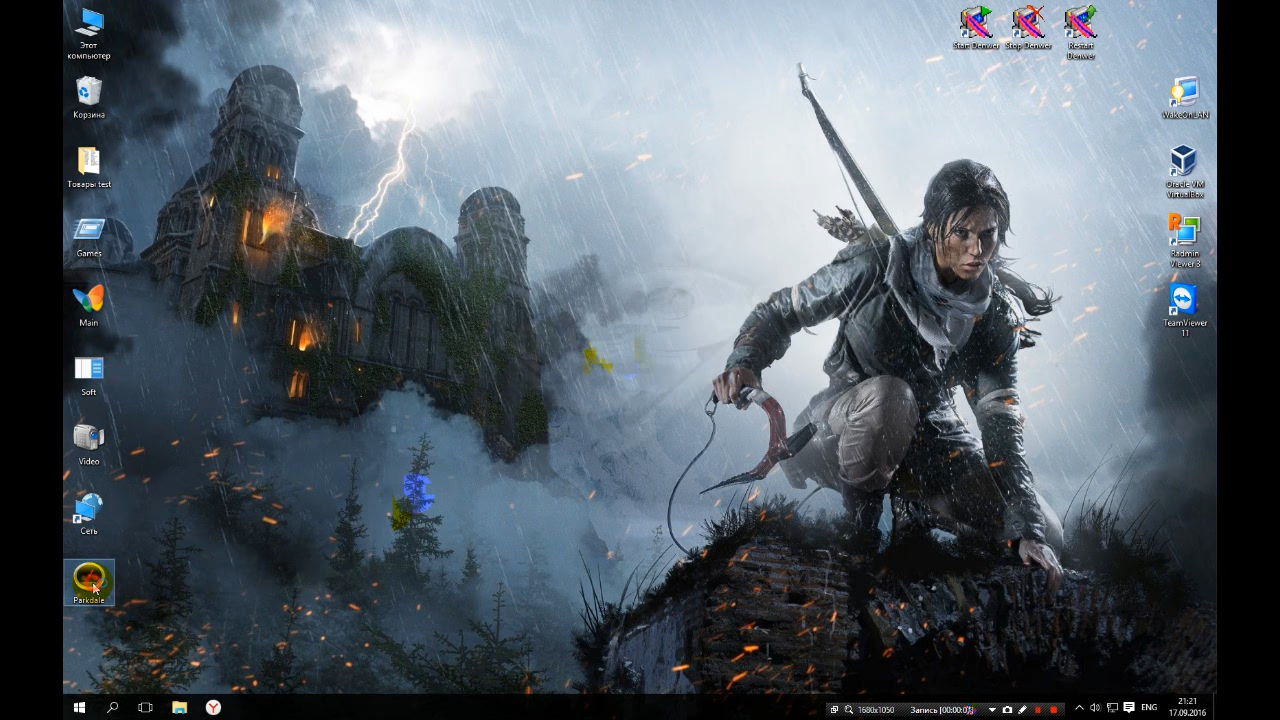 Этот
компьютер
Корзина
Товары test
Games
Main
Soft
Video
Сеть
Parkdale
Start Denwer
Stop Denwer
Restart
Denwer
WakeOnLAN
Oracle VM
VirtualBox
Radmin
Viewer 3
TeamViewer
11
1680x1050
Запись [00:00:0
ENG
21:21
17.09.2016